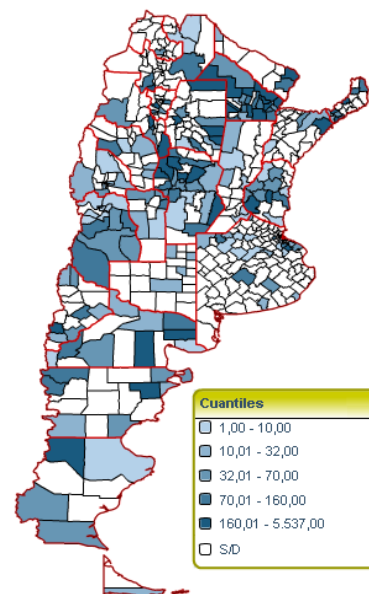 Cuantiles
1,00 - 10,00
10,01 - 32,00
32,01 - 70,00
70,01 - 160,00
160,01 - 5.537,00
S/D